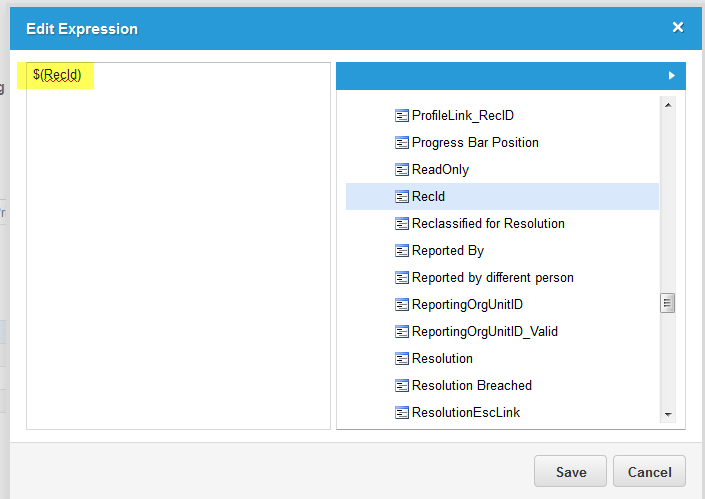 Edit Expression
$(RecId)
ProfileLink_RecID
Progress Bar Position
ReadOnly
RecId
Reclassified for Resolution
Reported By
Reported by different person
ReportingOrgUnitID
ReportingOrgUnitID_Valid
Resolution
Resolution Breached
ResolutionEscLink
Save
Cancel